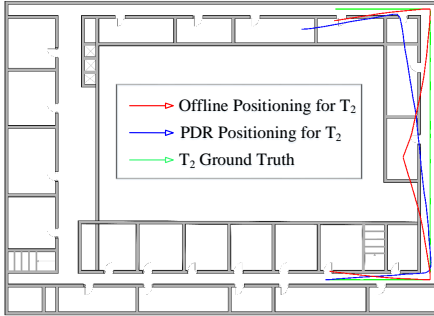 Offline Positioning for T₂
PDR Positioning for T₂
T₂ Ground Truth